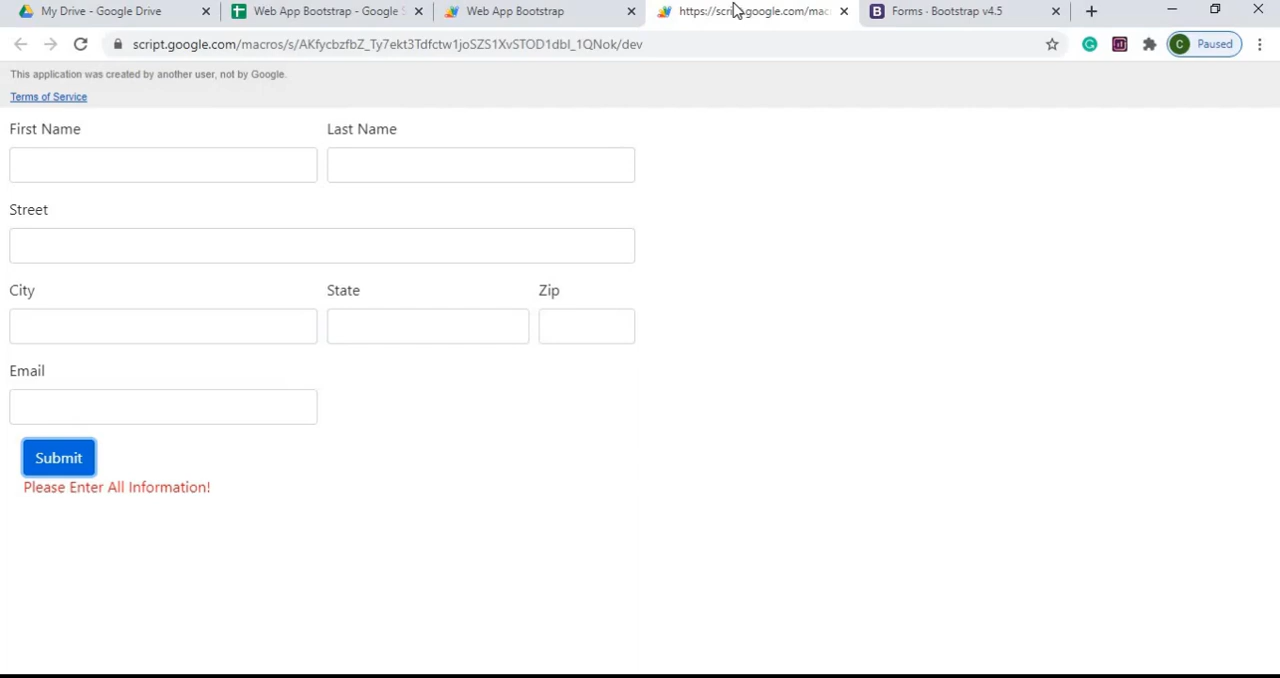 My Drive - Google Drive
Web App Bootstrap - Google S
Web App Bootstrap
https://script.google.com/mac
Forms · Bootstrap v4.5
script.google.com/macros/s/AKfycbzfbZ_Ty7ekt3Tdfctw1joSZS1XvSTOD1dbI_1QNok/dev
C
Paused
This application was created by another user, not by Google.
Terms of Service
First Name
Last Name
Street
City
State
Zip
Email
Submit
Please Enter All Information!